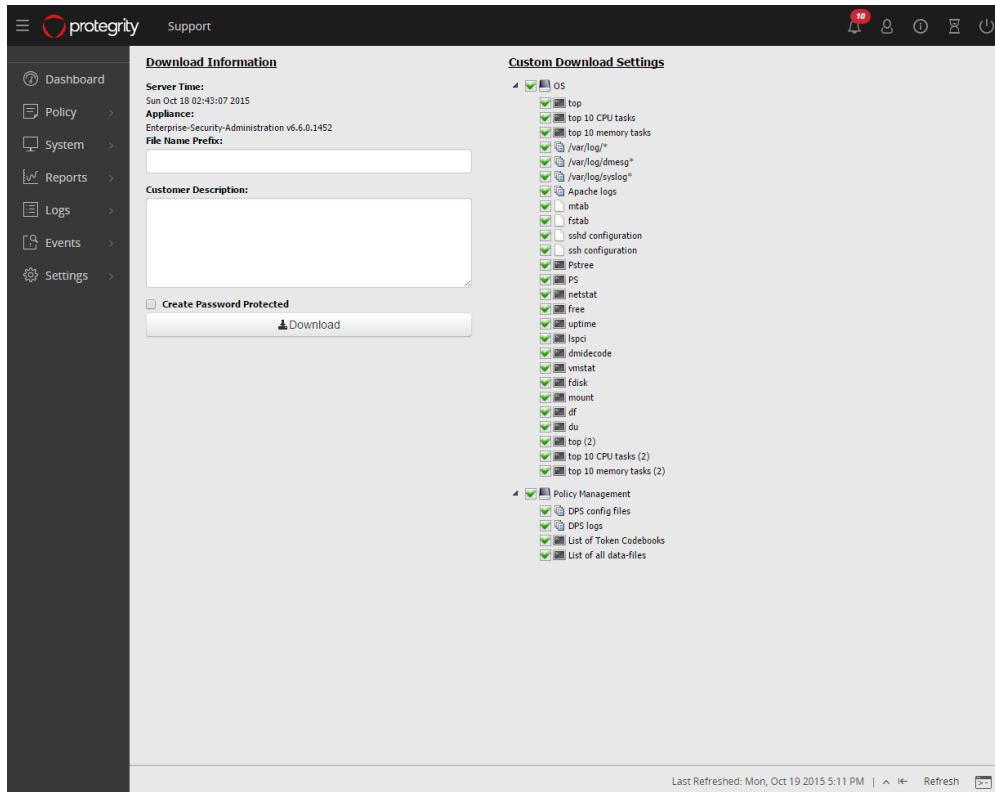 protegrity
Support
10
Dashboard
Policy
System
Reports
Logs
Events
Settings
Download Information
Server Time:
Sun Oct 18 02:43:07 2015
Appliance:
Enterprise-Security-Administration v6.6.0.1452
File Name Prefix:
Customer Description:
Create Password Protected
Download
Custom Download Settings
OS
top
top 10 CPU tasks
top 10 memory tasks
/var/log/*
/var/log/dmesg*
/var/log/syslog*
Apache logs
mtab
fstab
sshd configuration
ssh configuration
Pstree
PS
netstat
free
uptime
lspci
dmidecode
vmstat
fdisk
mount
df
du
top (2)
top 10 CPU tasks (2)
top 10 memory tasks (2)
Policy Management
DPS config files
DPS logs
List of Token Codebooks
List of all data-files
Last Refreshed: Mon, Oct 19 2015 5:11 PM | Refresh